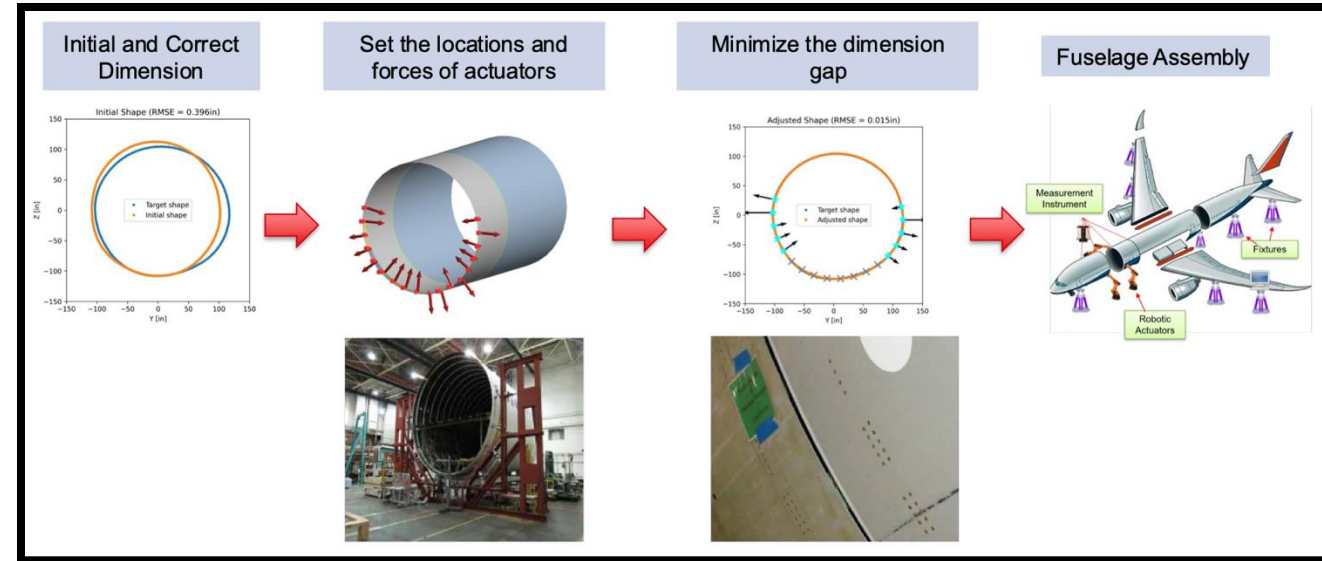 Initial and Correct
Dimension
Set the locations and
forces of actuators
Minimize the dimension
gap
Fuselage Assembly
Initial Shape (RMSE = 0.396in)
150
100
50
0
−50
−100
−150
Z [in]
Target shape
Initial shape
−150 −100 −50 0 50 100 150
Y [in]
Adjusted Shape (RMSE = 0.015in)
150
100
50
0
−50
−100
−150
Z [in]
Target shape
Adjusted shape
−150 −100 −50 0 50 100 150
Y [in]
Measurement
Instrument
Fixtures
Robotic
Actuators